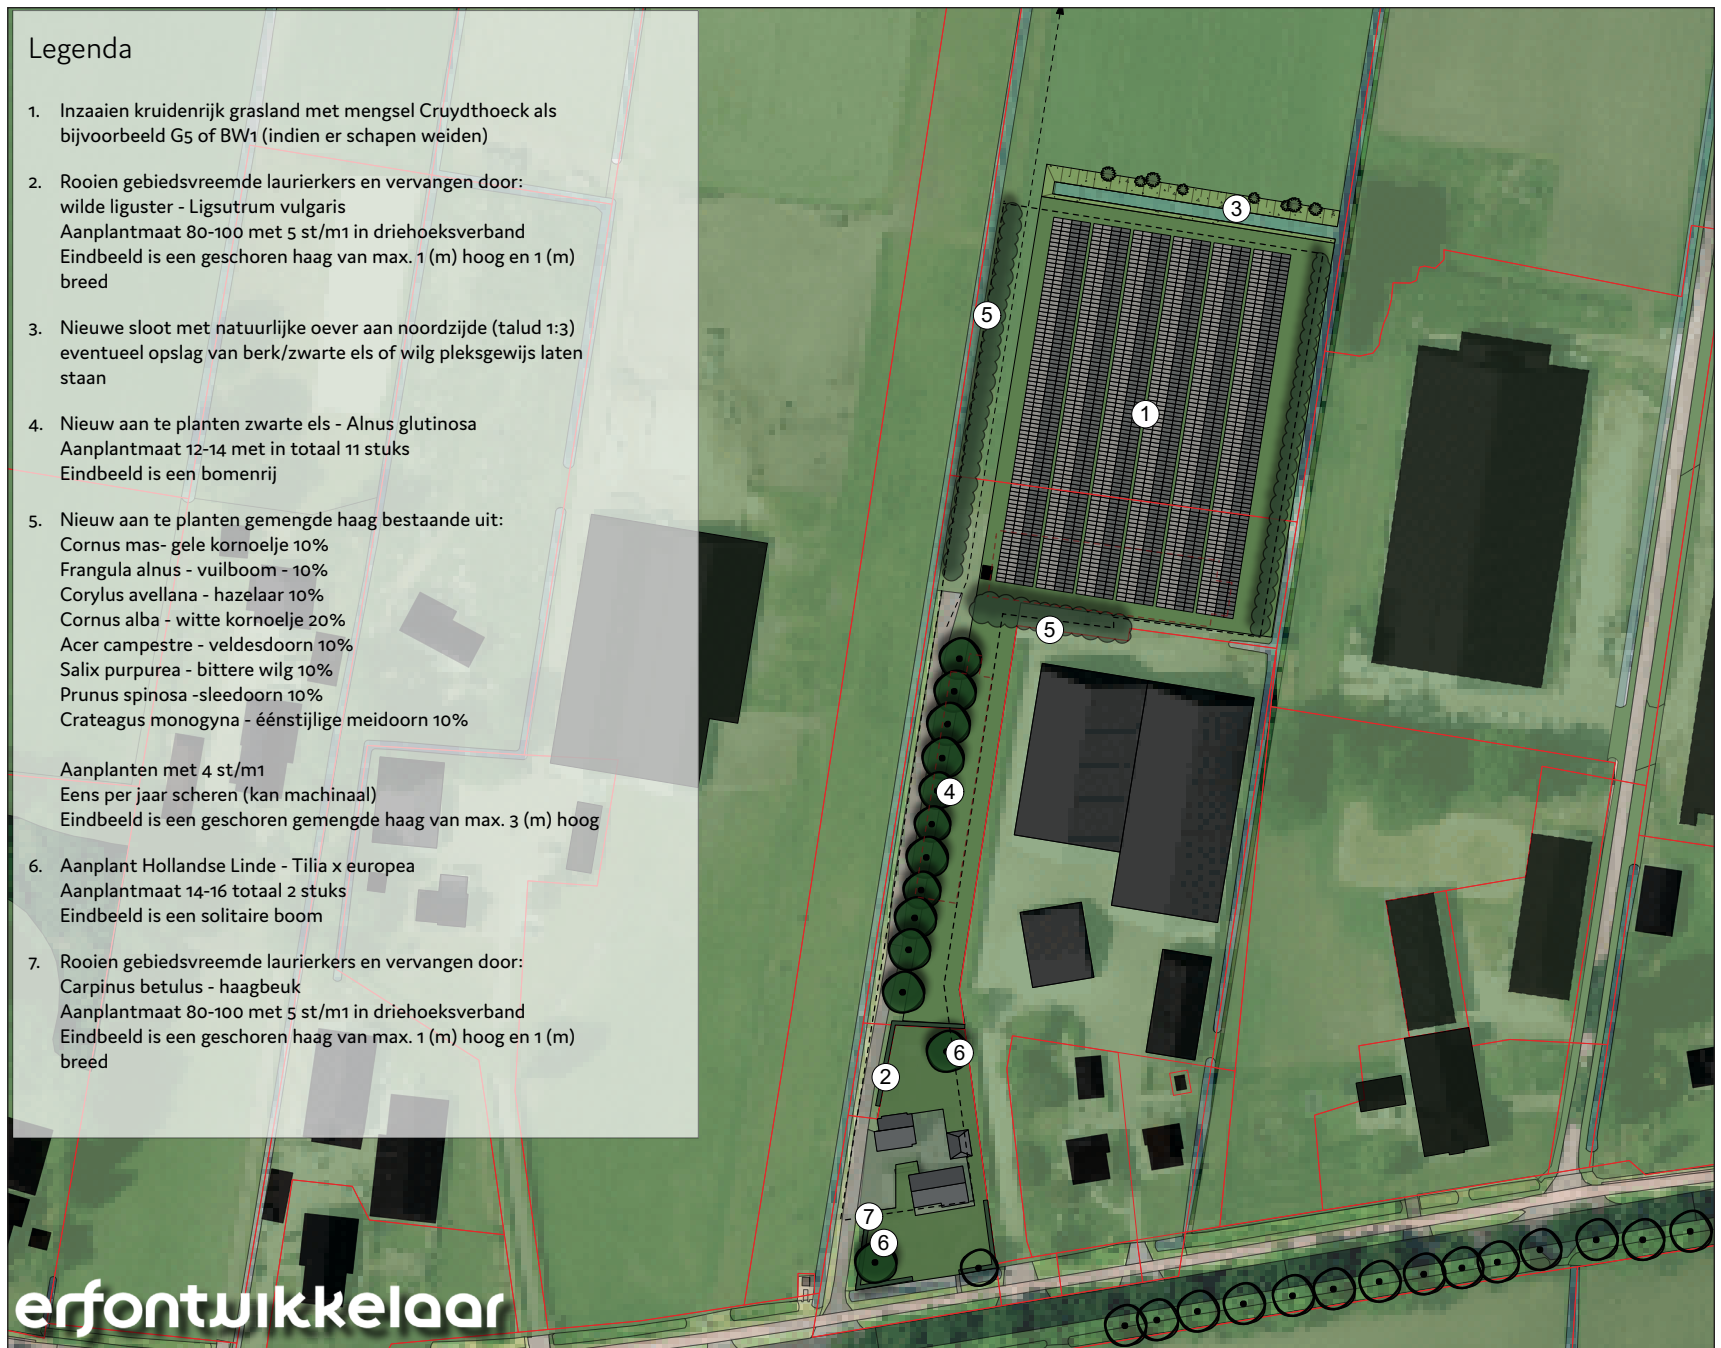 Legenda
1. Inzaaien kruidenrijk grasland met mengsel Cruydthoeck als
bijvoorbeeld G5 of BW1 (indien er schapen weiden)
2. Rooien gebiedsvreemde laurierkers en vervangen door:
wilde liguster - Ligsutrum vulgaris
Aanplantmaat 80-100 met 5 st/m1 in driehoeksverband
Eindbeeld is een geschoren haag van max. 1 (m) hoog en 1 (m)
breed
3. Nieuwe sloot met natuurlijke oever aan noordzijde (talud 1:3)
eventueel opslag van berk/zwarte els of wilg pleksgewijs laten
staan
4. Nieuw aan te planten zwarte els - Alnus glutinosa
Aanplantmaat 12-14 met in totaal 11 stuks
Eindbeeld is een bomenrij
5. Nieuw aan te planten gemengde haag bestaande uit:
Cornus mas- gele kornoelje 10%
Frangula alnus - vuilboom - 10%
Corylus avellana - hazelaar 10%
Cornus alba - witte kornoelje 20%
Acer campestre - veldesdoorn 10%
Salix purpurea - bittere wilg 10%
Prunus spinosa -sleedoorn 10%
Crateagus monogyna - éénstijlige meidoorn 10%
Aanplanten met 4 st/m1
Eens per jaar scheren (kan machinaal)
Eindbeeld is een geschoren gemengde haag van max. 3 (m) hoog
6. Aanplant Hollandse Linde - Tilia x europea
Aanplantmaat 14-16 totaal 2 stuks
Eindbeeld is een solitaire boom
7. Rooien gebiedsvreemde laurierkers en vervangen door:
Carpinus betulus - haagbeuk
Aanplantmaat 80-100 met 5 st/m1 in driehoeksverband
Eindbeeld is een geschoren haag van max. 1 (m) hoog en 1 (m)
breed
3
5
1
5
4
6
2
7
6
erfontwikkelaar